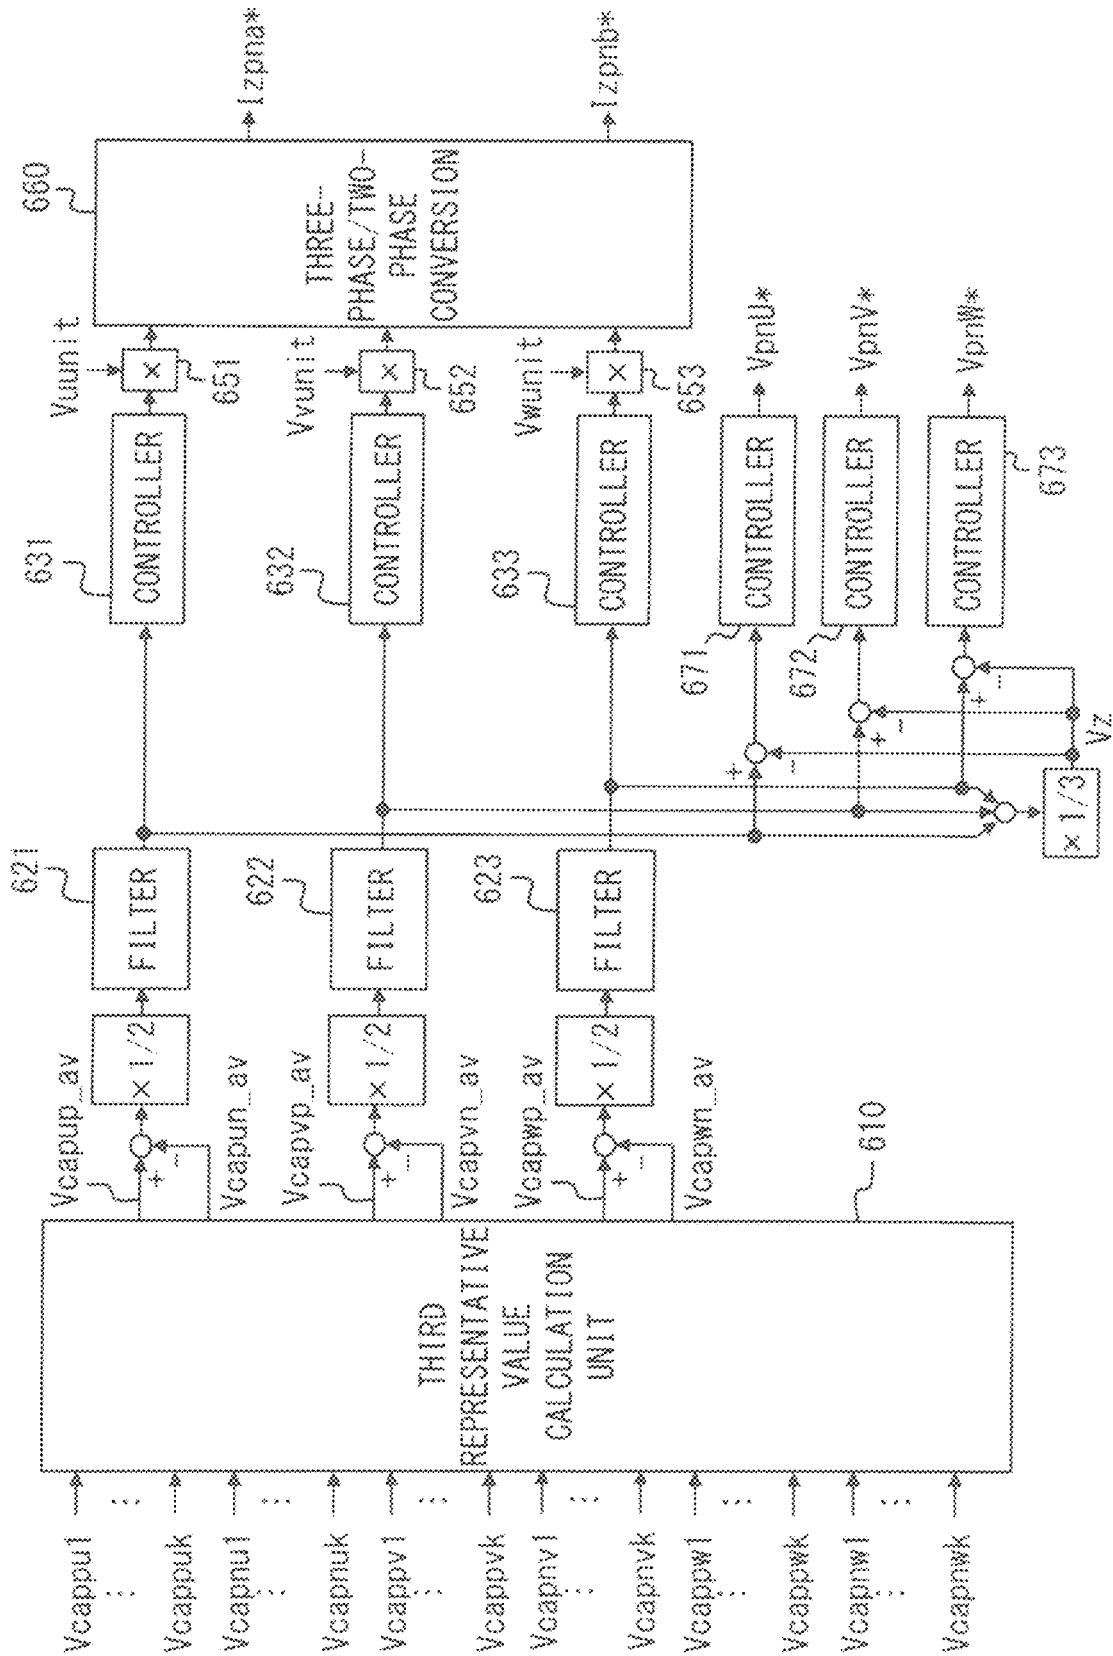 Vcappu1
Vcappuk
Vcapnu1
Vcapnuk
Vcappv1
Vcappvk
Vcapnv1
Vcapnvk
Vcappw1
Vcappwk
Vcapnw1
Vcapnwk
THIRD
REPRESENTATIVE
VALUE
CALCULATION
UNIT
610
Vcapup_av
+
−
Vcapun_av
Vcapvp_av
+
−
Vcapvn_av
Vcapwp_av
+
−
Vcapwn_av
×1/2
×1/2
×1/2
621
FILTER
622
FILTER
623
FILTER
×1/3
Vz
+
−
+
−
+
−
631
CONTROLLER
632
CONTROLLER
633
CONTROLLER
671
CONTROLLER
672
CONTROLLER
CONTROLLER
673
Vuunit
×
651
Vvunit
×
652
Vwunit
×
653
VpnU*
VpnV*
VpnW*
660
THREE-
PHASE/TWO-
PHASE
CONVERSION
Izpna*
Izpnb*